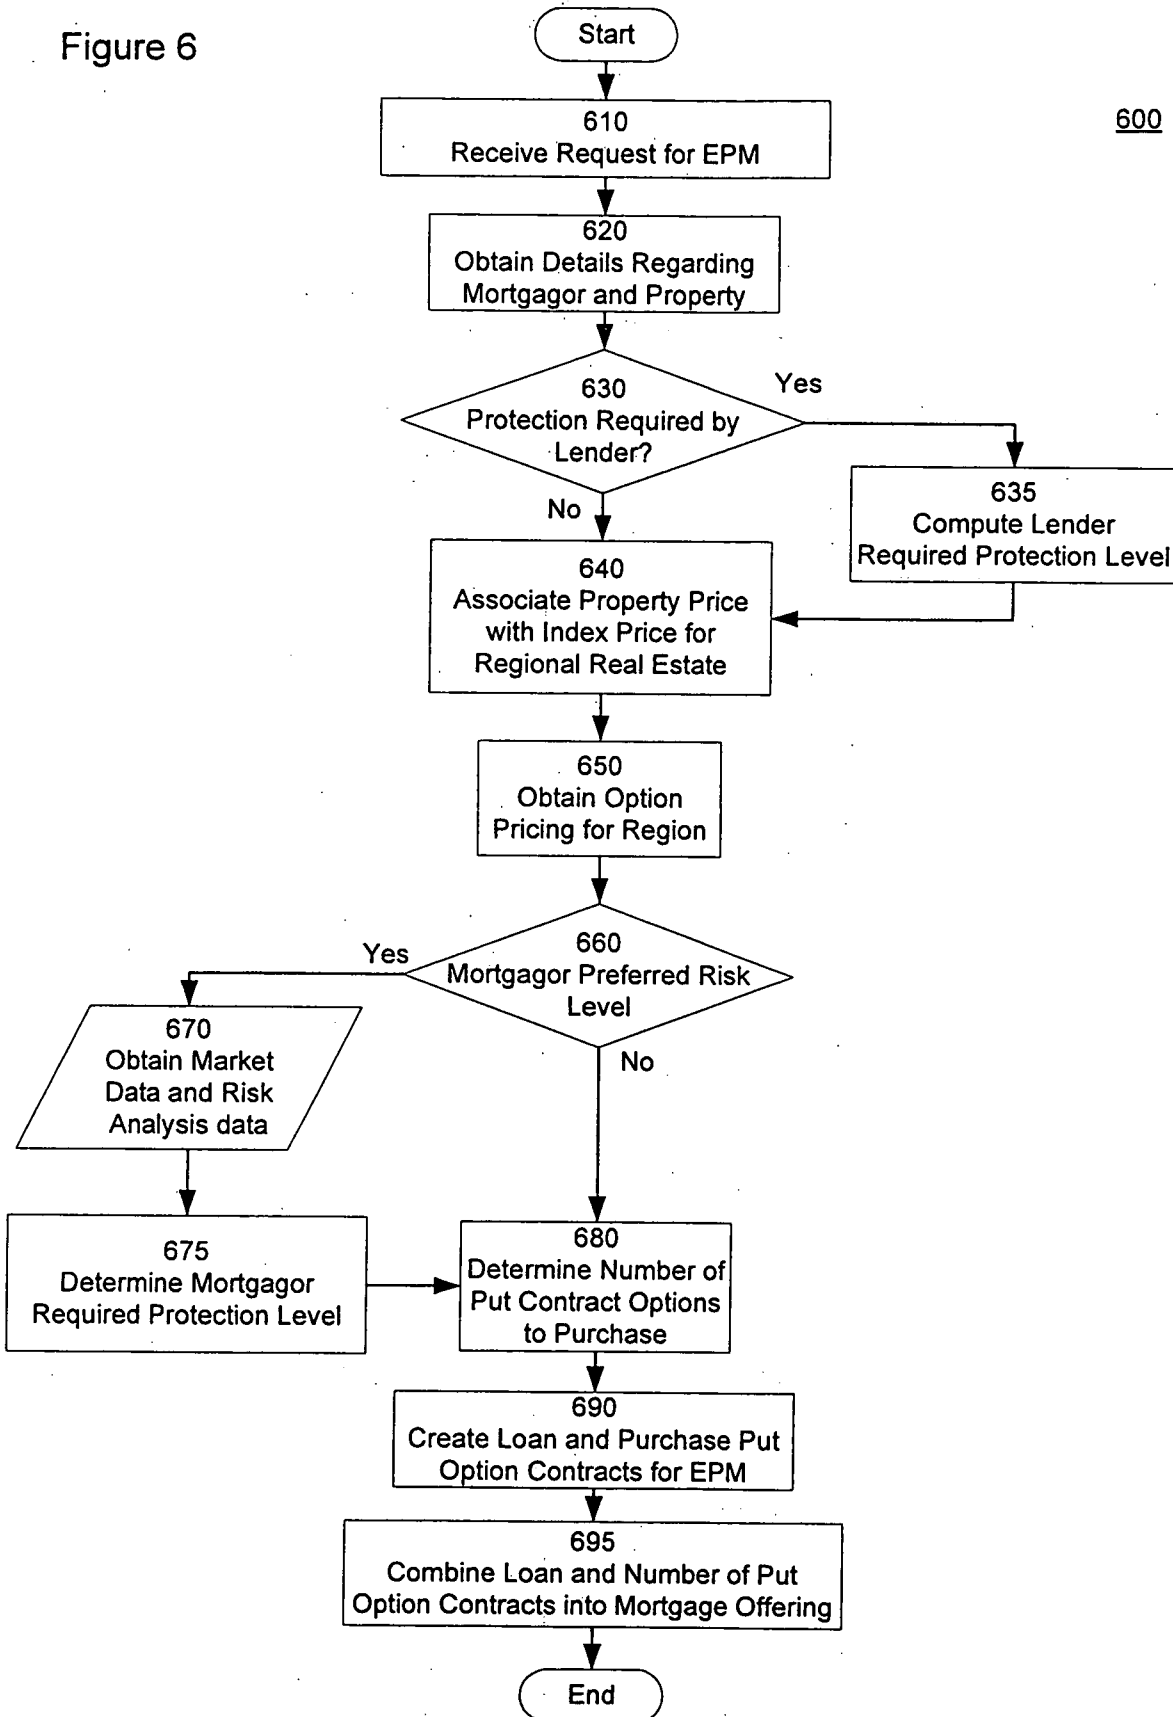 Figure 6
Start
600
610
Receive Request for EPM
620
Obtain Details Regarding
Mortgagor and Property
630
Protection Required by
Lender?
Yes
No
635
Compute Lender
Required Protection Level
640
Associate Property Price
with Index Price for
Regional Real Estate
650
Obtain Option
Pricing for Region
660
Mortgagor Preferred Risk
Level
Yes
No
670
Obtain Market
Data and Risk
Analysis data
675
Determine Mortgagor
Required Protection Level
680
Determine Number of
Put Contract Options
to Purchase
690
Create Loan and Purchase Put
Option Contracts for EPM
695
Combine Loan and Number of Put
Option Contracts into Mortgage Offering
End